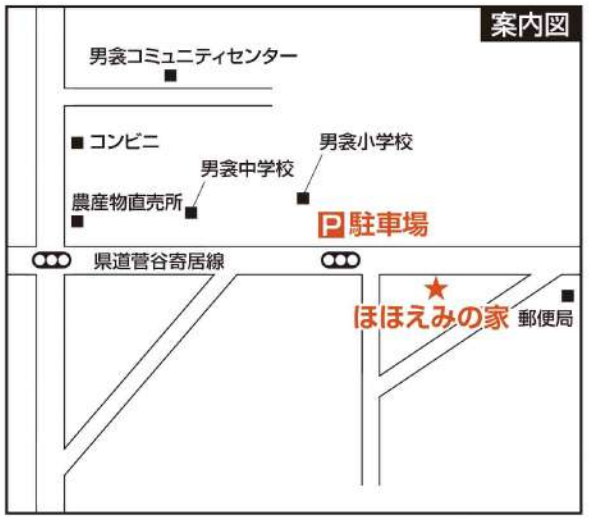 案内図
男衾コミュニティセンター
コンビニ
男衾小学校
男衾中学校
農産物直売所
P駐車場
県道菅谷寄居線
ほほえみの家
郵便局